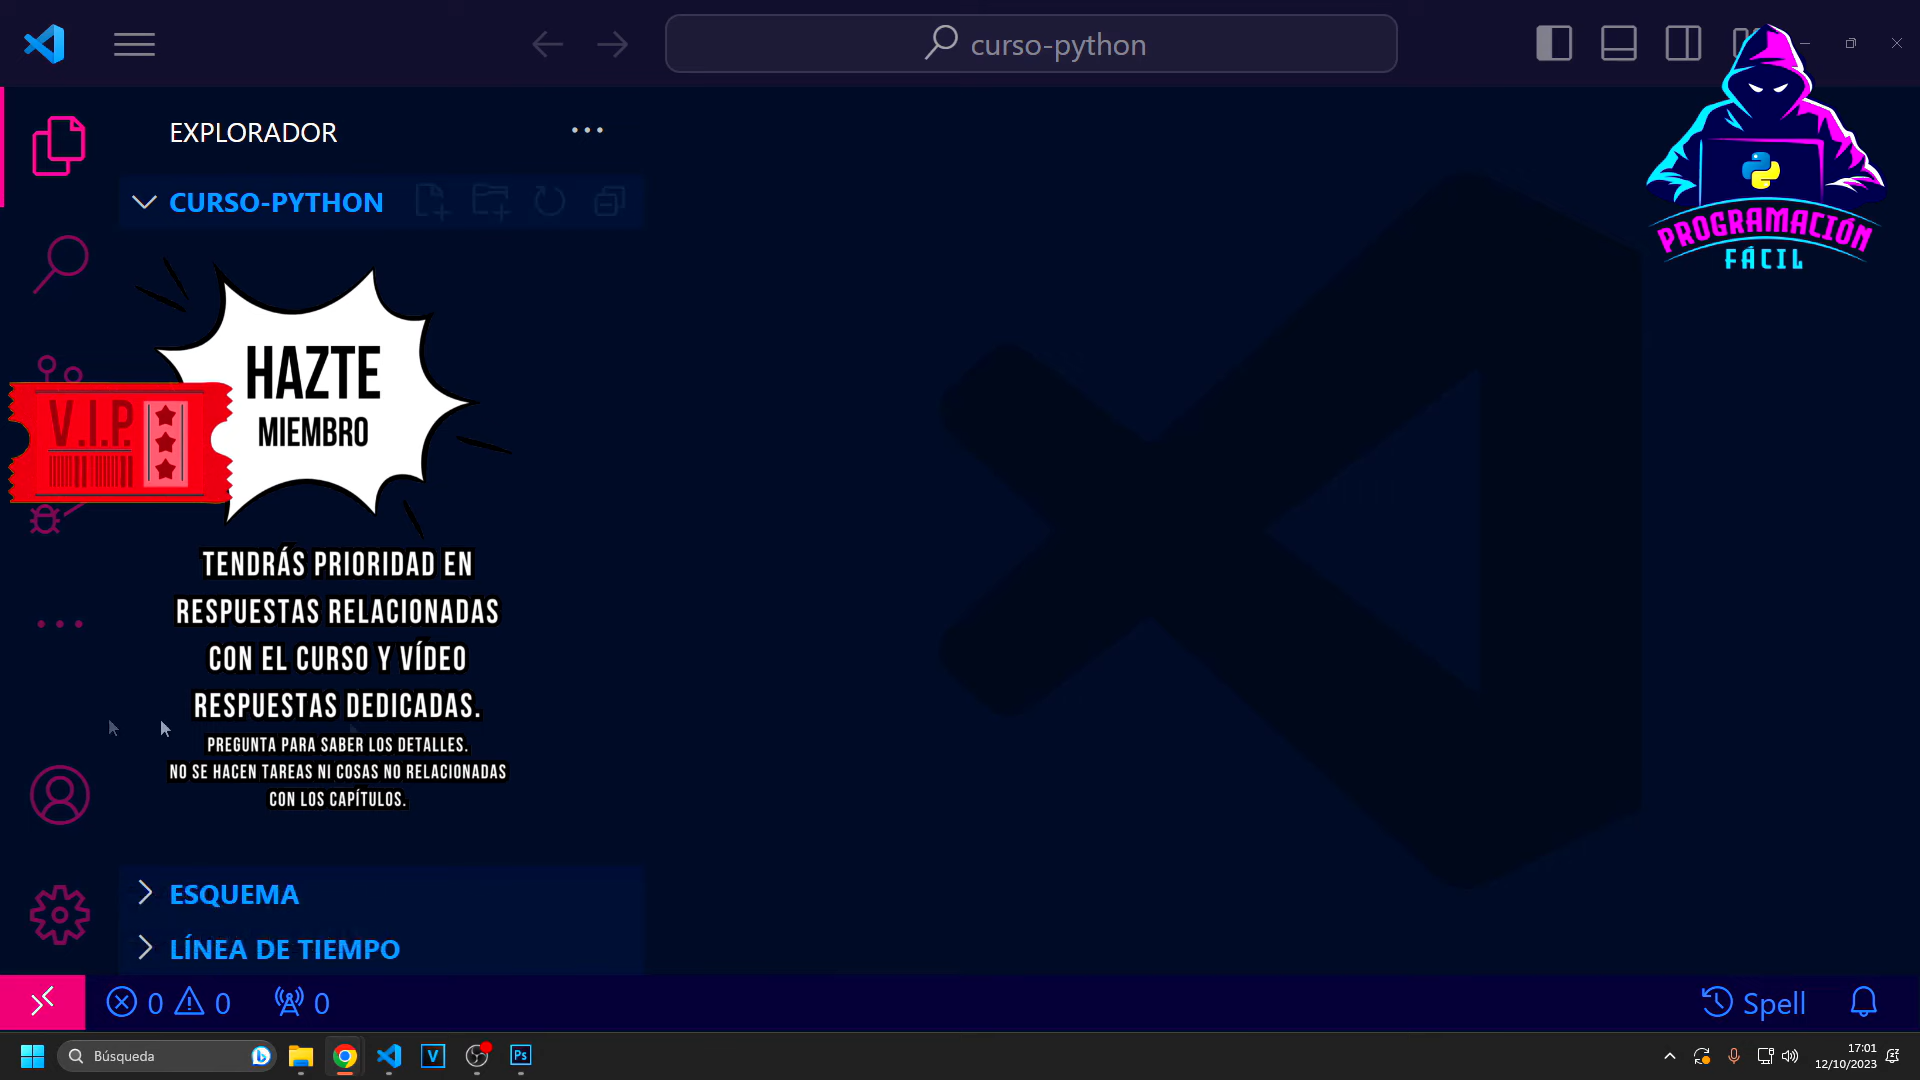 curso-python
EXPLORADOR
CURSO-PYTHON
PROGRAMACIÓN
FÁCIL
HAZTE
MIEMBRO
V.I.P.
TENDRÁS PRIORIDAD EN
RESPUESTAS RELACIONADAS
CON EL CURSO Y VÍDEO
RESPUESTAS DEDICADAS.
PREGUNTA PARA SABER LOS DETALLES.
NO SE HACEN TAREAS NI COSAS NO RELACIONADAS
CON LOS CAPÍTULOS.
ESQUEMA
LÍNEA DE TIEMPO
0 0 0
Spell
Búsqueda
V
Ps
17:01
12/10/2023